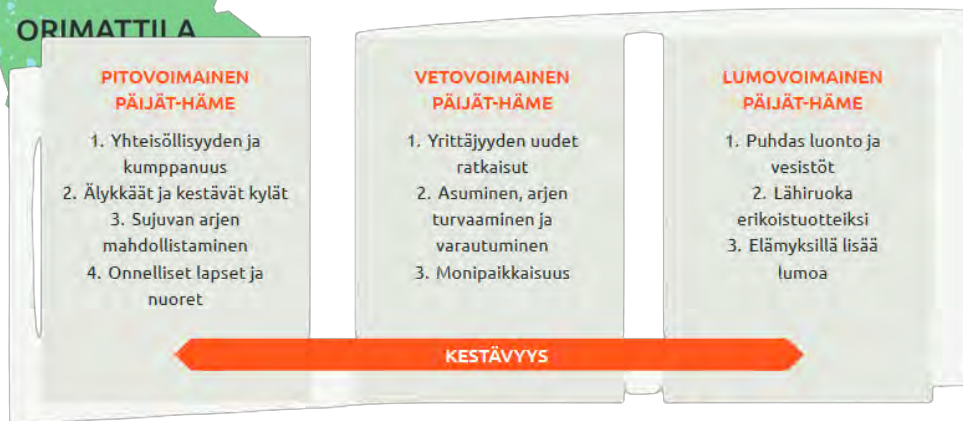 ORIMATTILA
PITOVOIMAINEN
PÄIJÄT-HÄME
1. Yhteisöllisyyden ja
kumppanuus
2. Älykkäät ja kestävät kylät
3. Sujuvan arjen
mahdollistaminen
4. Onnelliset lapset ja
nuoret
VETOVOIMAINEN
PÄIJÄT-HÄME
1. Yrittäjyyden uudet
ratkaisut
2. Asuminen, arjen
turvaaminen ja
varautuminen
3. Monipaikkaisuus
LUMOVOIMAINEN
PÄIJÄT-HÄME
1. Puhdas luonto ja
vesistöt
2. Lähiruoka
erikoistuotteiksi
3. Elämyksillä lisää
lumoa
KESTÄVYYS